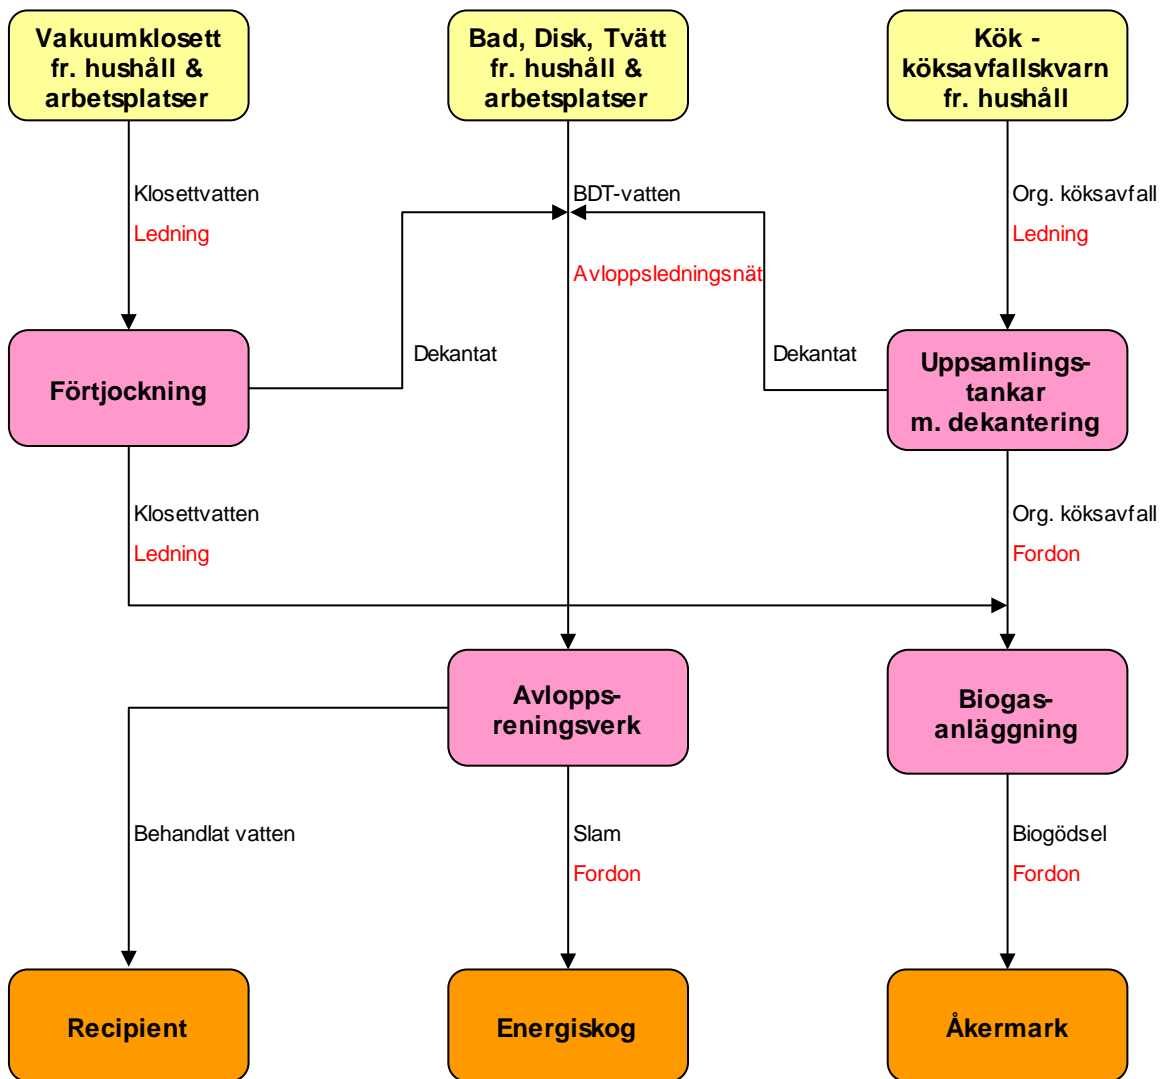 Vakuumklosett
fr. hushåll &
arbetsplatser
Bad, Disk, Tvätt
fr. hushåll &
arbetsplatser
Kök -
köksavfallskvarn
fr. hushåll
Klosettvatten
Ledning
BDT-vatten
Avloppsledningsnät
Org. köksavfall
Ledning
Förtjockning
Dekantat
Dekantat
Uppsamlings-
tankar
m. dekantering
Klosettvatten
Ledning
Org. köksavfall
Fordon
Avlopps-
reningsverk
Biogas-
anläggning
Behandlat vatten
Slam
Fordon
Biogödsel
Fordon
Recipient
Energiskog
Åkermark